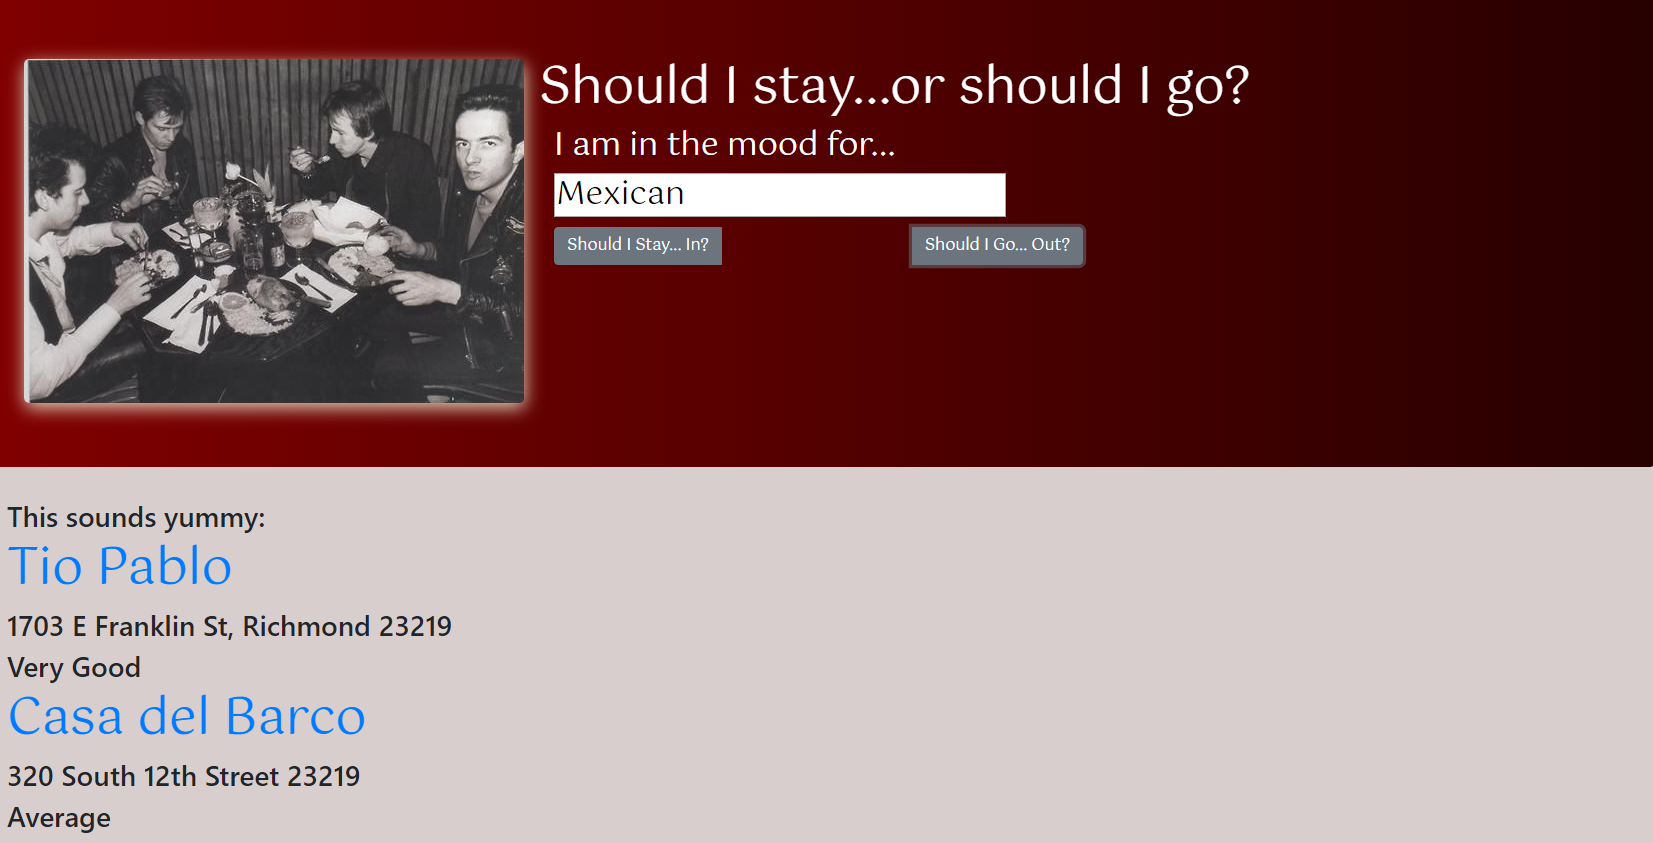 Should I stay...or should I go?
I am in the mood for...
Mexican
Should I Stay... In?
Should I Go... Out?
This sounds yummy:
Tio Pablo
1703 E Franklin St, Richmond 23219
Very Good
Casa del Barco
320 South 12th Street 23219
Average